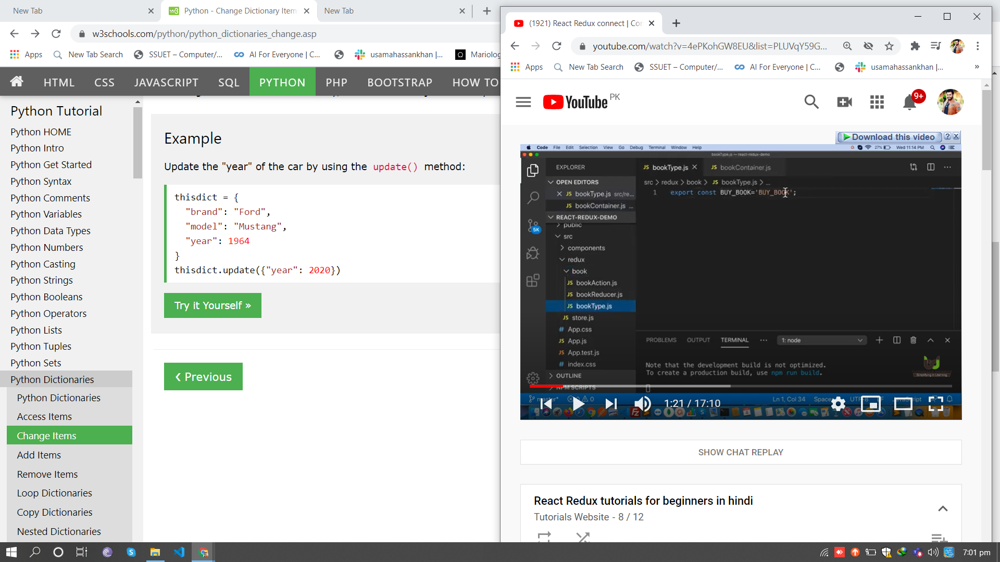 New Tab
Python - Change Dictionary Item
New Tab
w3schools.com/python/python_dictionaries_change.asp
Apps
New Tab Search
SSUET – Computer/...
AI For Everyone | C...
usamahassankhan |...
Mariolog
HTML
CSS
JAVASCRIPT
SQL
PYTHON
PHP
BOOTSTRAP
HOW TO
Python Tutorial
Python HOME
Python Intro
Python Get Started
Python Syntax
Python Comments
Python Variables
Python Data Types
Python Numbers
Python Casting
Python Strings
Python Booleans
Python Operators
Python Lists
Python Tuples
Python Sets
Python Dictionaries
Python Dictionaries
Access Items
Change Items
Add Items
Remove Items
Loop Dictionaries
Copy Dictionaries
Nested Dictionaries
Example
Update the "year" of the car by using the update() method:
thisdict = {
"brand": "Ford",
"model": "Mustang",
"year": 1964
}
thisdict.update({"year": 2020})
Try it Yourself »
❮ Previous
(1921) React Redux connect | Cor
youtube.com/watch?v=4ePKohGW8EU&list=PLUVqY59G...
Apps
New Tab Search
SSUET – Computer/...
AI For Everyone | C...
usamahassankhan |...
»
YouTube PK
9+
Download this video ? X
Code File Edit Selection View Go Debug Terminal Window Help
27% Wed 11:14 PM
bookType.js — react-redux-demo
EXPLORER
JS bookType.js
JS bookContainer.js
OPEN EDITORS
JS bookType.js src/re...
JS bookContainer.js ...
src > redux > book > JS bookType.js > ...
1 export const BUY_BOOK='BUY_BOOK';
REACT-REDUX-DEMO
public
src
components
redux
book
JS bookAction.js
JS bookReducer.js
JS bookType.js
JS store.js
# App.css
JS App.js
JS App.test.js
# index.css
OUTLINE
NPM SCRIPTS
5K
PROBLEMS OUTPUT TERMINAL ... 1: node
Note that the development build is not optimized.
To create a production build, use npm run build.
Simplifying e-Learning
Ln 1, Col 34
JavaScript
1:21 / 17:10
SHOW CHAT REPLAY
React Redux tutorials for beginners in hindi
Tutorials Website - 8 / 12
7:01 pm